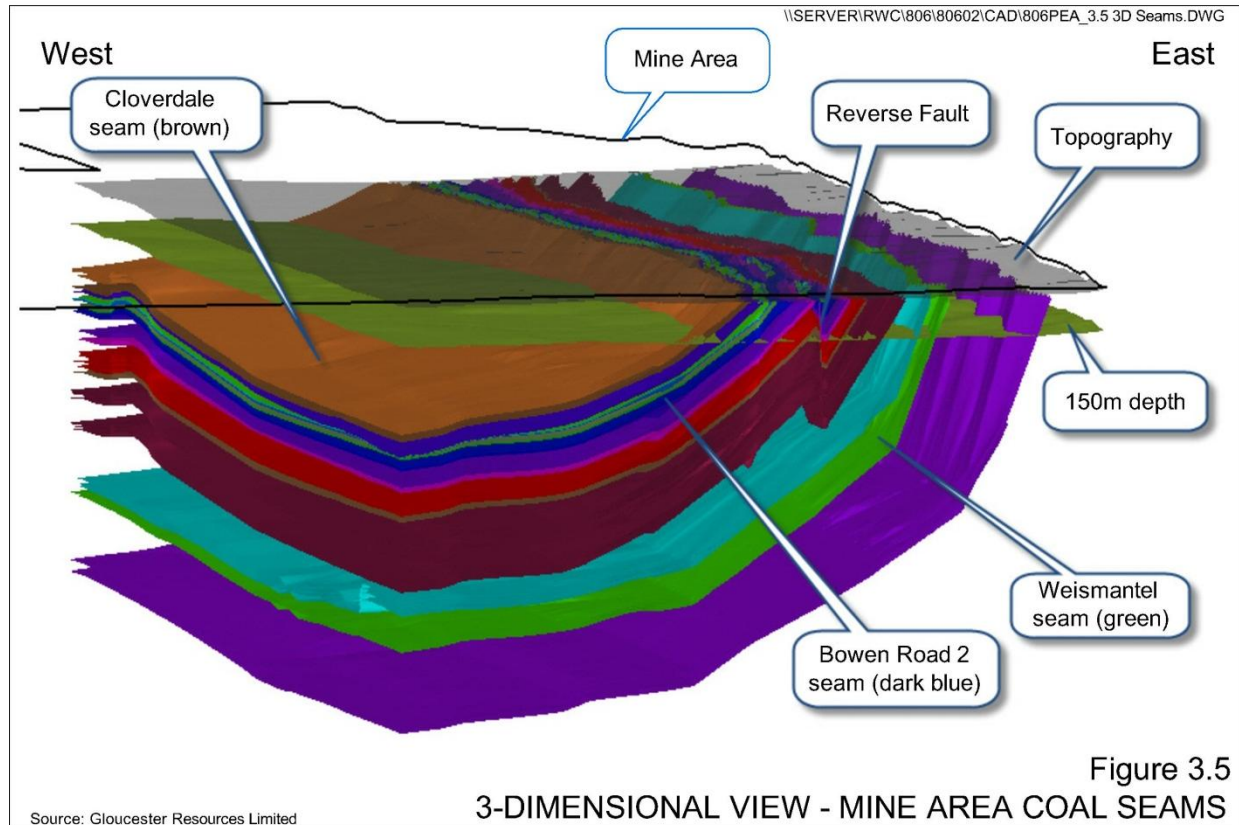 \\SERVER\RWC\806\80602\CAD\806PEA_3.5 3D Seams.DWG
West
East
Mine Area
Cloverdale
seam (brown)
Reverse Fault
Topography
150m depth
Weismantel
seam (green)
Bowen Road 2
seam (dark blue)
Figure 3.5
3-DIMENSIONAL VIEW - MINE AREA COAL SEAMS
Source: Gloucester Resources Limited